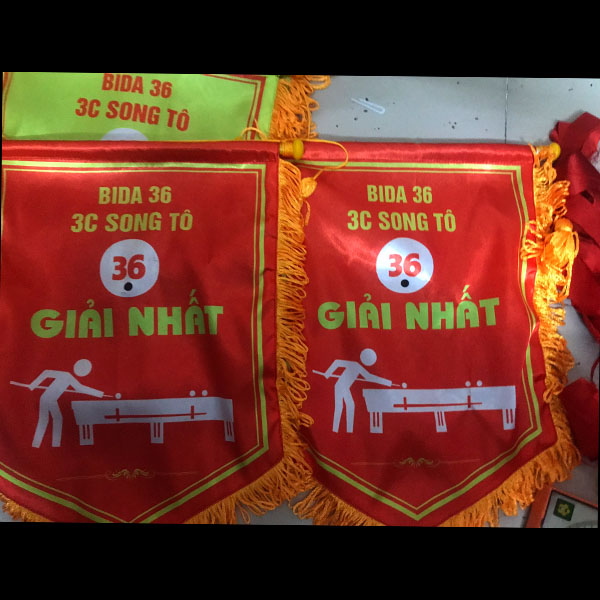 BIDA 36
3C SONG TÔ
BIDA 36
3C SONG TÔ
36
GIẢI NHẤT
BIDA 36
3C SONG TÔ
36
GIẢI NHẤT